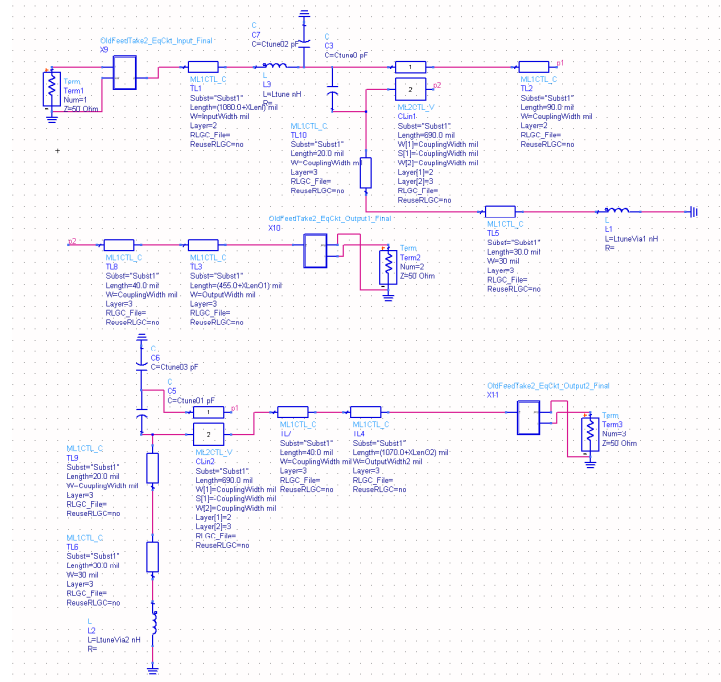 OldFeedTake2_EqCkt_Input_Final
X9
Term
Term1
Num=1
Z=50 Ohm
ML1CTL_C
TL1
Subst="Subst1"
Length=(1080.0+XLenI) mil
W=InputWidth mil
Layer=2
RLGC_File=
ReuseRLGC=no
C
C7
C=Ctune02 pF
L
L3
L=Ltune nH
R=
C
C3
C=Ctune0 pF
1
2
p2
ML2CTL_V
CLin1
Subst="Subst1"
Length=690.0 mil
W[1]=CouplingWidth mil
S[1]=-CouplingWidth mil
W[2]=CouplingWidth mil
Layer[1]=2
Layer[2]=3
RLGC_File=
ReuseRLGC=no
p1
ML1CTL_C
TL2
Subst="Subst1"
Length=90.0 mil
W=CouplingWidth mil
Layer=2
RLGC_File=
ReuseRLGC=no
ML1CTL_C
TL10
Subst="Subst1"
Length=20.0 mil
W=CouplingWidth mil
Layer=3
RLGC_File=
ReuseRLGC=no
ML1CTL_C
TL5
Subst="Subst1"
Length=30.0 mil
W=30 mil
Layer=3
RLGC_File=
ReuseRLGC=no
L
L1
L=LtuneVia1 nH
R=
p2
ML1CTL_C
TL8
Subst="Subst1"
Length=40.0 mil
W=CouplingWidth mil
Layer=3
RLGC_File=
ReuseRLGC=no
ML1CTL_C
TL3
Subst="Subst1"
Length=(455.0+XLenO1) mil
W=OutputWidth mil
Layer=3
RLGC_File=
ReuseRLGC=no
OldFeedTake2_EqCkt_Output1_Final
X10
Term
Term2
Num=2
Z=50 Ohm
C
C6
C=Ctune03 pF
C
C5
C=Ctune01 pF
1
p1
2
ML2CTL_V
CLin2
Subst="Subst1"
Length=690.0 mil
W[1]=CouplingWidth mil
S[1]=-CouplingWidth mil
W[2]=CouplingWidth mil
Layer[1]=2
Layer[2]=3
RLGC_File=
ReuseRLGC=no
ML1CTL_C
TL7
Subst="Subst1"
Length=40.0 mil
W=CouplingWidth mil
Layer=3
RLGC_File=
ReuseRLGC=no
ML1CTL_C
TL4
Subst="Subst1"
Length=(1070.0+XLenO2) mil
W=OutputWidth2 mil
Layer=3
RLGC_File=
ReuseRLGC=no
OldFeedTake2_EqCkt_Output2_Final
X11
Term
Term3
Num=3
Z=50 Ohm
ML1CTL_C
TL9
Subst="Subst1"
Length=20.0 mil
W=CouplingWidth mil
Layer=3
RLGC_File=
ReuseRLGC=no
ML1CTL_C
TL6
Subst="Subst1"
Length=30.0 mil
W=30 mil
Layer=3
RLGC_File=
ReuseRLGC=no
L
L2
L=LtuneVia2 nH
R=